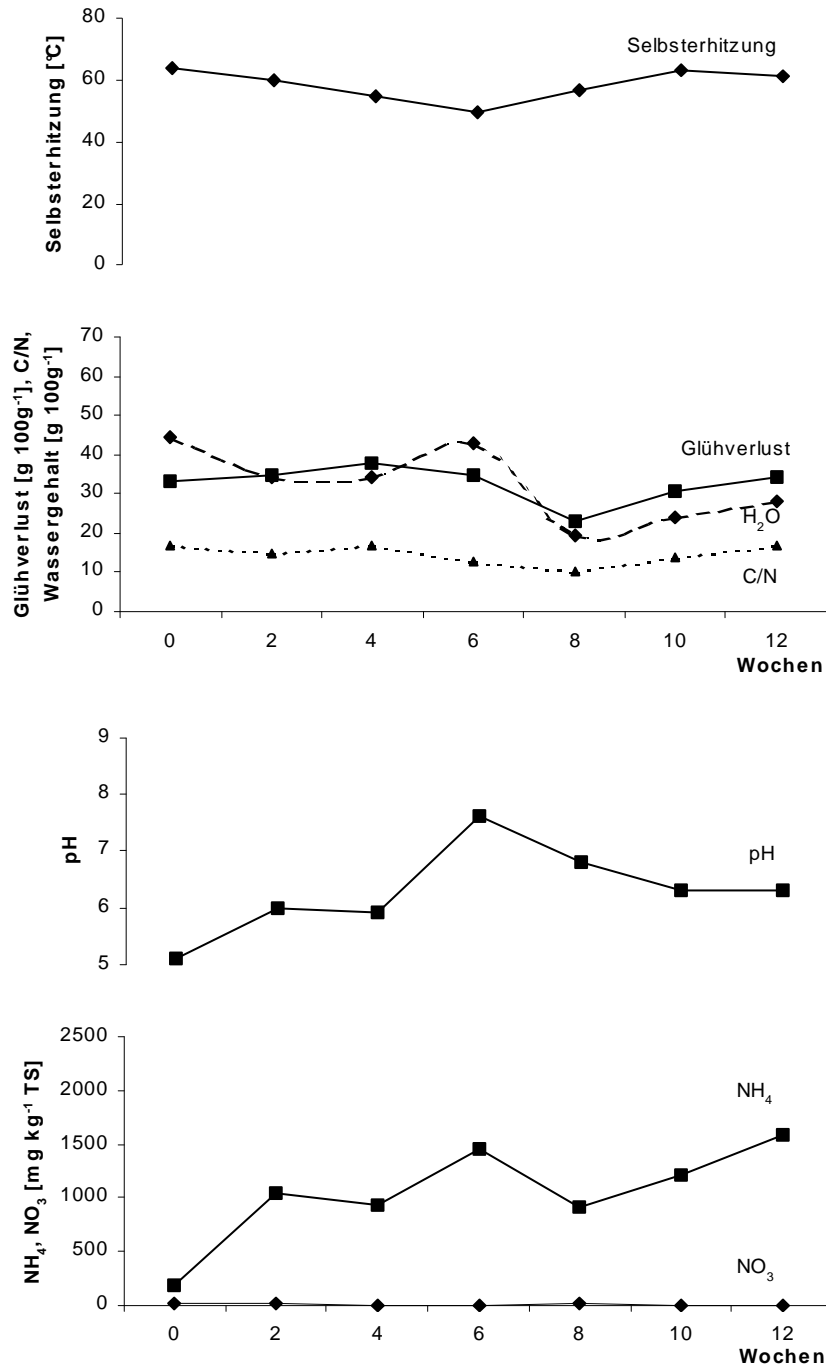 80
60
40
20
0
Selbsterhitzung [°C]
Selbsterhitzung
70
60
50
40
30
20
10
0
Glühverlust [g 100g⁻¹], C/N,
Wassergehalt [g 100g⁻¹]
Glühverlust
H₂O
C/N
0 2 4 6 8 10 12
Wochen
9
8
7
6
5
pH
pH
2500
2000
1500
1000
500
0
NH₄, NO₃ [mg kg⁻¹ TS]
NH₄
NO₃
0 2 4 6 8 10 12
Wochen